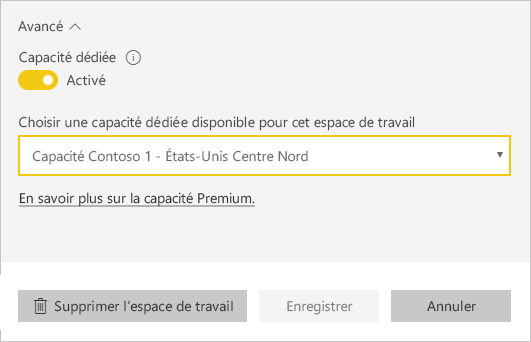 Avancé
Capacité dédiée
Activé
Choisir une capacité dédiée disponible pour cet espace de travail
Capacité Contoso 1 - États-Unis Centre Nord
En savoir plus sur la capacité Premium.
Supprimer l’espace de travail
Enregistrer
Annuler